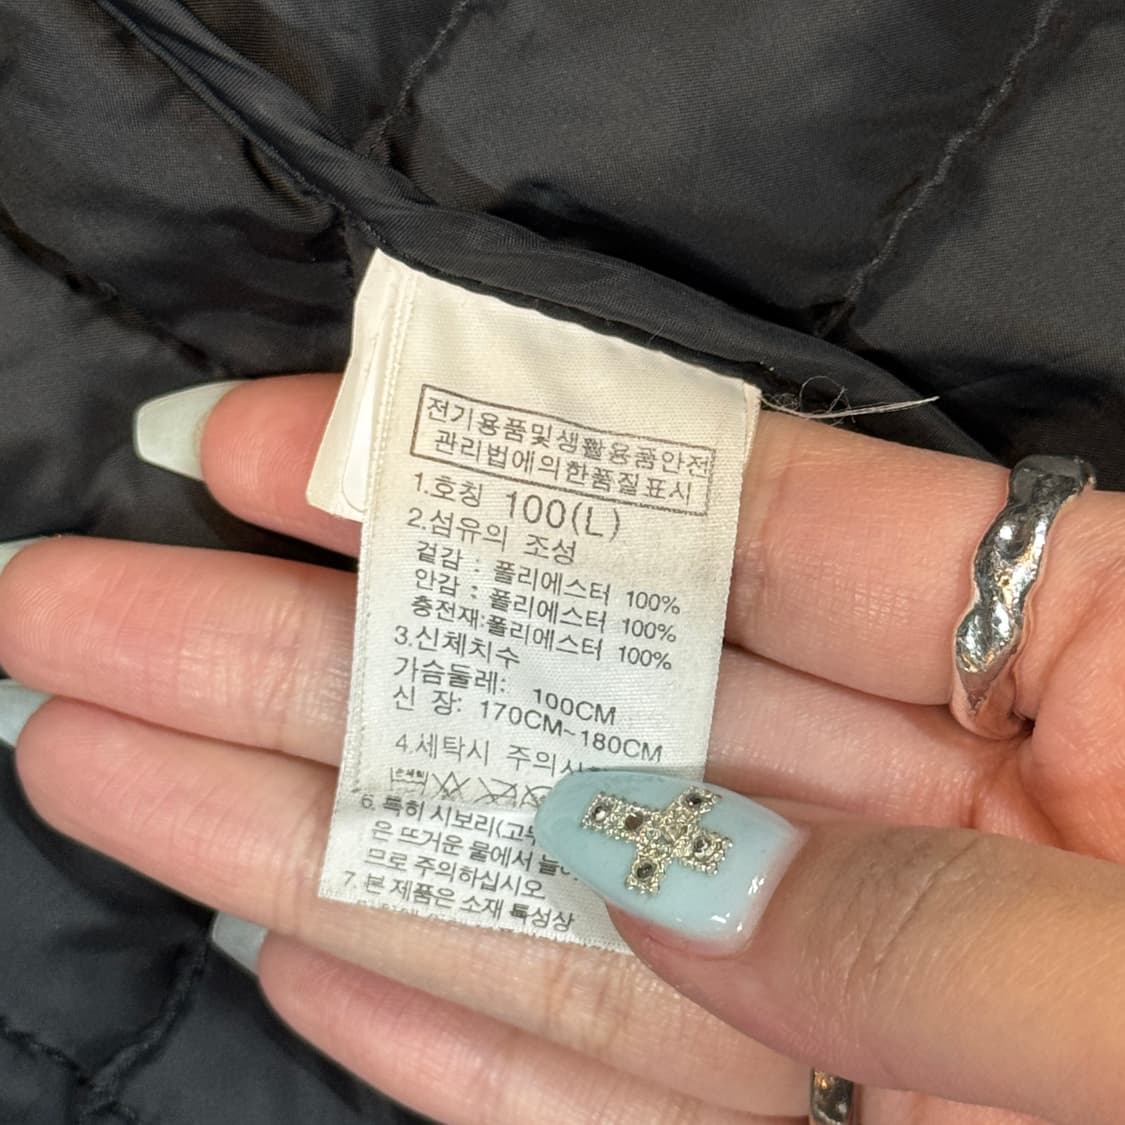 전기용품및생활용품안전
관리법에의한품질표시
1.호칭 100(L)
2.섬유의 조성
겉감 : 폴리에스터 100%
안감 : 폴리에스터 100%
충전재:폴리에스터 100%
3.신체치수
가슴둘레: 100CM
신 장: 170CM~180CM
4.세탁시 주의
손세탁
6. 특히 시보리(고
은 뜨거운 물에서
므로 주의하십시오
7. 본 제품은 소재 특성상